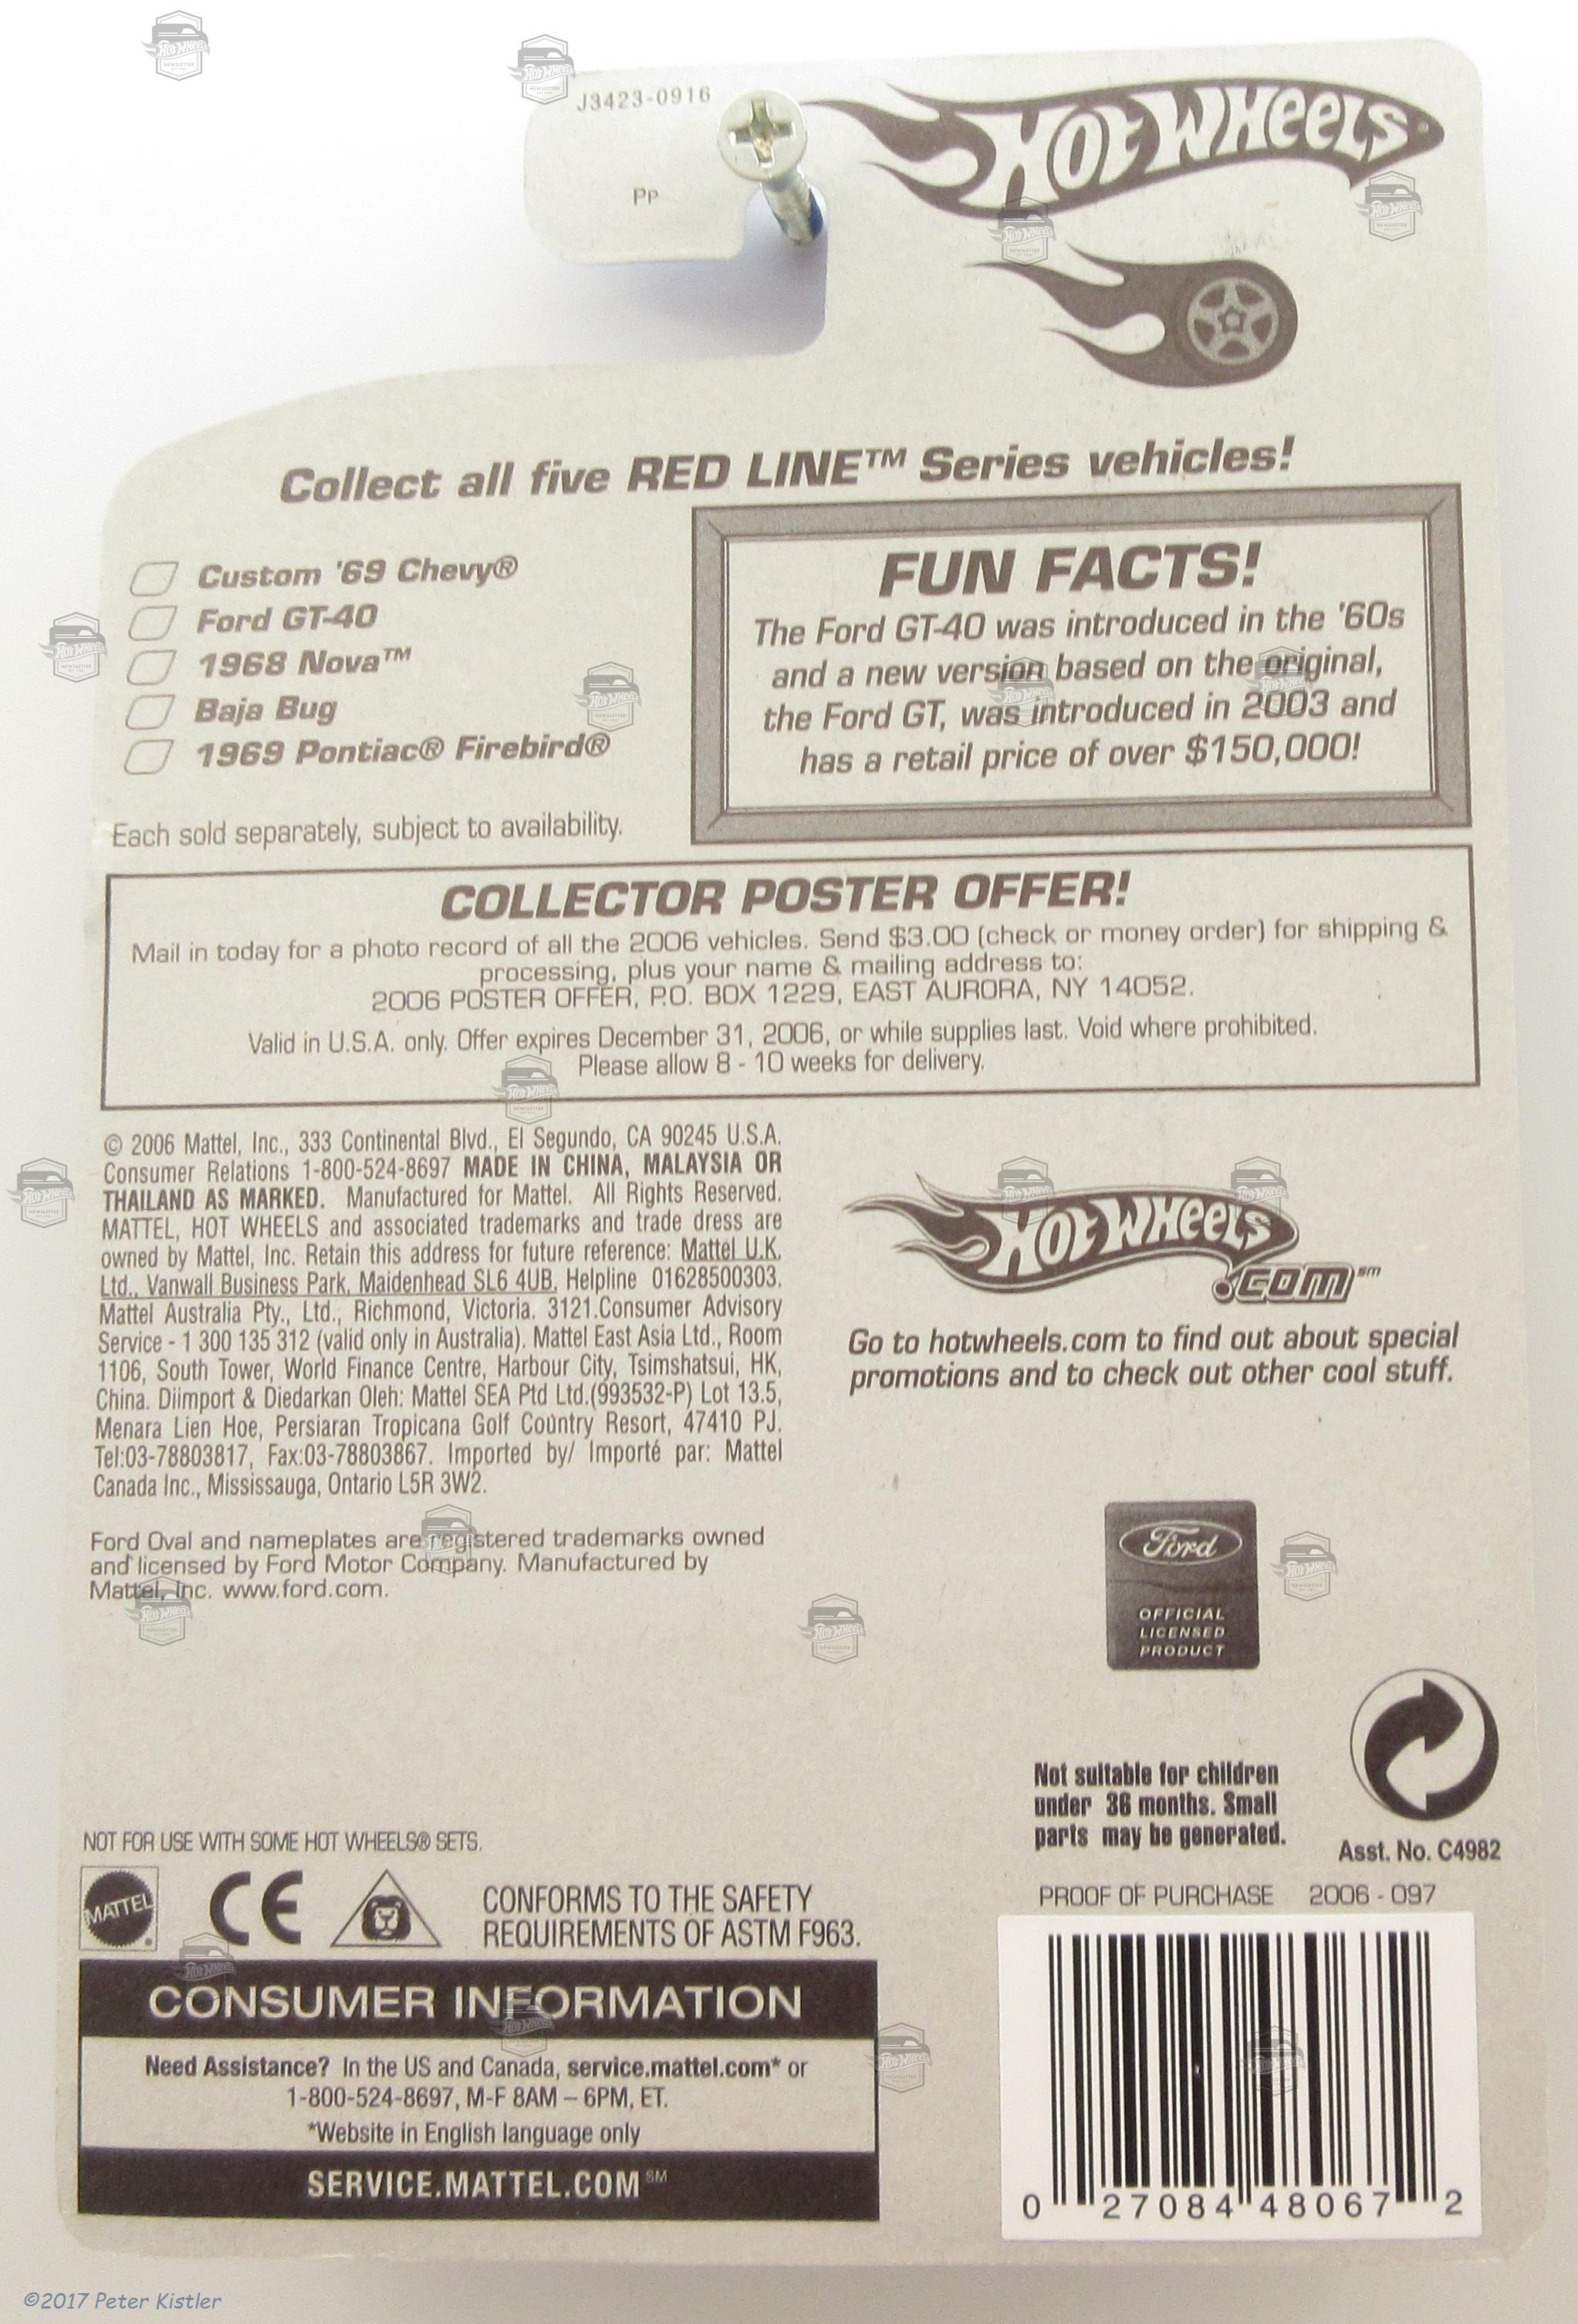 J3423-0916
Pp
Hot Wheels
Collect all five RED LINE™ Series vehicles!
Custom '69 Chevy®
Ford GT-40
1968 Nova™
Baja Bug
1969 Pontiac® Firebird®
Each sold separately, subject to availability.
FUN FACTS!
The Ford GT-40 was introduced in the '60s
and a new version based on the original,
the Ford GT, was introduced in 2003 and
has a retail price of over $150,000!
COLLECTOR POSTER OFFER!
Mail in today for a photo record of all the 2006 vehicles. Send $3.00 (check or money order) for shipping &
processing, plus your name & mailing address to:
2006 POSTER OFFER, P.O. BOX 1229, EAST AURORA, NY 14052.
Valid in U.S.A. only. Offer expires December 31, 2006, or while supplies last. Void where prohibited.
Please allow 8 - 10 weeks for delivery.
© 2006 Mattel, Inc., 333 Continental Blvd., El Segundo, CA 90245 U.S.A.
Consumer Relations 1-800-524-8697 MADE IN CHINA, MALAYSIA OR
THAILAND AS MARKED. Manufactured for Mattel. All Rights Reserved.
MATTEL, HOT WHEELS and associated trademarks and trade dress are
owned by Mattel, Inc. Retain this address for future reference: Mattel U.K.
Ltd., Vanwall Business Park, Maidenhead SL6 4UB. Helpline 01628500303.
Mattel Australia Pty., Ltd., Richmond, Victoria. 3121.Consumer Advisory
Service - 1 300 135 312 (valid only in Australia). Mattel East Asia Ltd., Room
1106, South Tower, World Finance Centre, Harbour City, Tsimshatsui, HK,
China. Diimport & Diedarkan Oleh: Mattel SEA Ptd Ltd.(993532-P) Lot 13.5,
Menara Lien Hoe, Persiaran Tropicana Golf Country Resort, 47410 PJ.
Tel:03-78803817, Fax:03-78803867. Imported by/ Importé par: Mattel
Canada Inc., Mississauga, Ontario L5R 3W2.
Ford Oval and nameplates are registered trademarks owned
and licensed by Ford Motor Company. Manufactured by
Mattel, Inc. www.ford.com.
Hot Wheels
.com℠
Go to hotwheels.com to find out about special
promotions and to check out other cool stuff.
Ford
OFFICIAL
LICENSED
PRODUCT
Not suitable for children
under 36 months. Small
parts may be generated.
Asst. No. C4982
PROOF OF PURCHASE 2006 - 097
0 27084 48067 2
NOT FOR USE WITH SOME HOT WHEELS® SETS.
MATTEL
CE
CONFORMS TO THE SAFETY
REQUIREMENTS OF ASTM F963.
CONSUMER INFORMATION
Need Assistance? In the US and Canada, service.mattel.com* or
1-800-524-8697, M-F 8AM – 6PM, ET.
*Website in English language only
SERVICE.MATTEL.COM℠
©2017 Peter Kistler